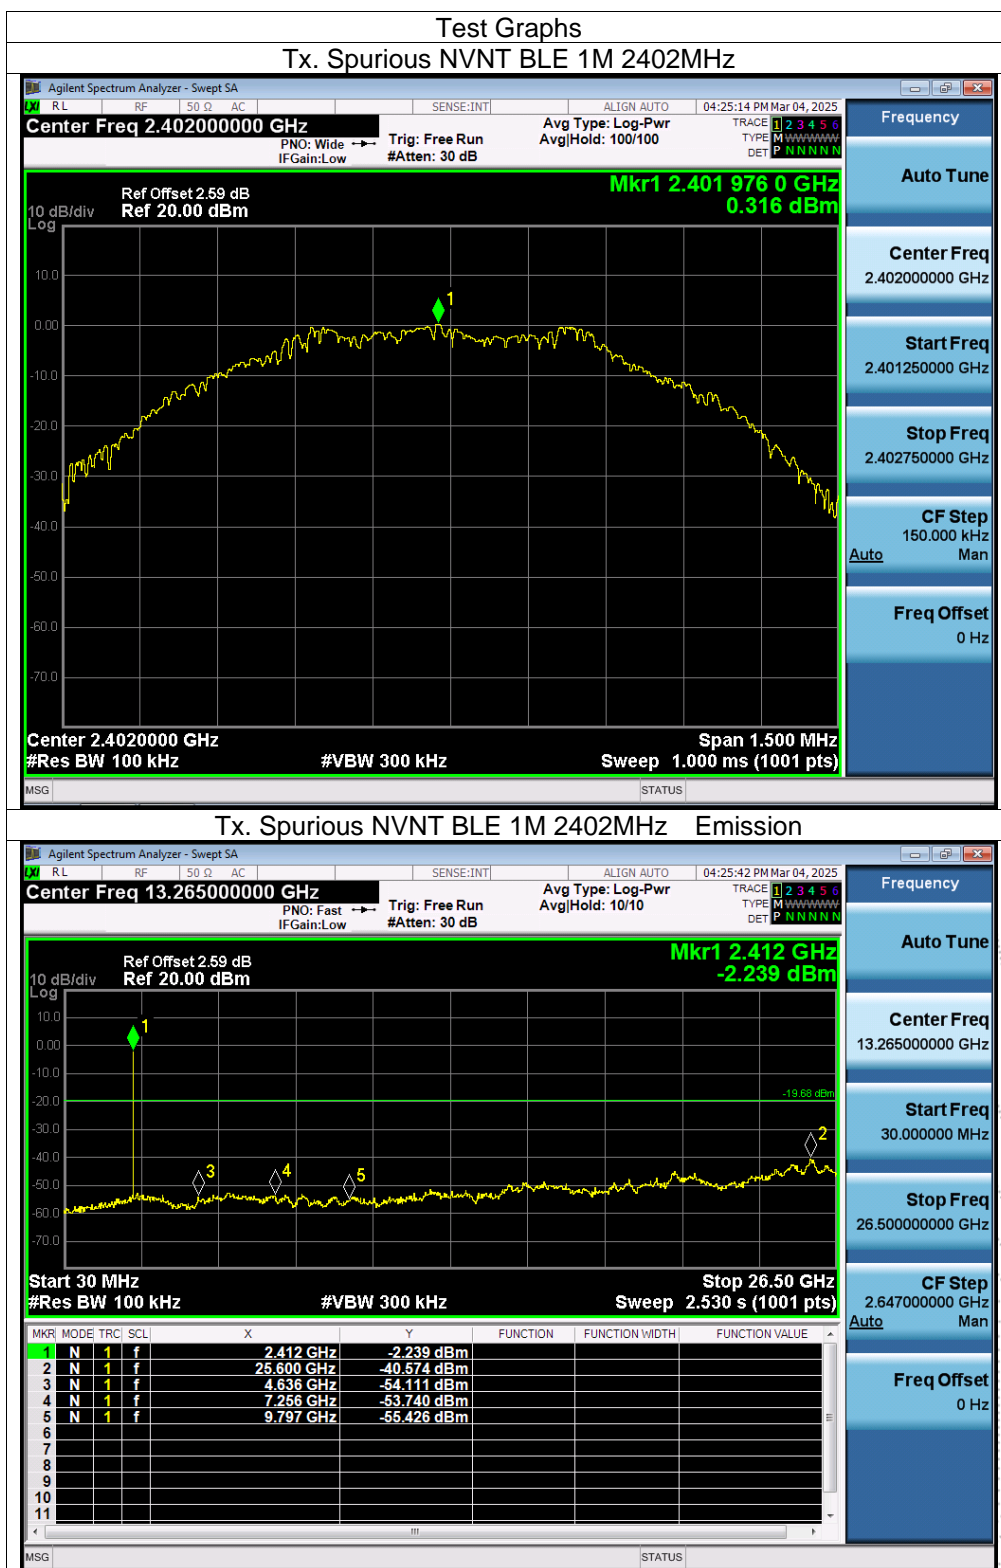 Test Graphs
Tx. Spurious NVNT BLE 1M 2402MHz
Agilent Spectrum Analyzer - Swept SA
LXI RL RF 50 Ω AC SENSE:INT ALIGN AUTO 04:25:14 PM Mar 04, 2025
Center Freq 2.402000000 GHz
PNO: Wide
IFGain:Low
Trig: Free Run
#Atten: 30 dB
Avg Type: Log-Pwr
Avg|Hold: 100/100
TRACE 1 2 3 4 5 6
TYPE M WWWWW
DET P N N N N N
Ref Offset 2.59 dB
10 dB/div Ref 20.00 dBm
Log
Mkr1 2.401 976 0 GHz
0.316 dBm
10.0
0.00
-10.0
-20.0
-30.0
-40.0
-50.0
-60.0
-70.0
1
Center 2.4020000 GHz Span 1.500 MHz
#Res BW 100 kHz #VBW 300 kHz Sweep 1.000 ms (1001 pts)
MSG STATUS
Frequency
Auto Tune
Center Freq
2.402000000 GHz
Start Freq
2.401250000 GHz
Stop Freq
2.402750000 GHz
CF Step
150.000 kHz
Auto Man
Freq Offset
0 Hz
Tx. Spurious NVNT BLE 1M 2402MHz Emission
Agilent Spectrum Analyzer - Swept SA
LXI RL RF 50 Ω AC SENSE:INT ALIGN AUTO 04:25:42 PM Mar 04, 2025
Center Freq 13.265000000 GHz
PNO: Fast
IFGain:Low
Trig: Free Run
#Atten: 30 dB
Avg Type: Log-Pwr
Avg|Hold: 10/10
TRACE 1 2 3 4 5 6
TYPE M WWWWW
DET P N N N N N
Ref Offset 2.59 dB
10 dB/div Ref 20.00 dBm
Log
Mkr1 2.412 GHz
-2.239 dBm
10.0
0.00
-10.0
-20.0
-30.0
-40.0
-50.0
-60.0
-70.0
1
-19.68 dBm
2
3
4
5
Start 30 MHz Stop 26.50 GHz
#Res BW 100 kHz #VBW 300 kHz Sweep 2.530 s (1001 pts)
MKR MODE TRC SCL X Y FUNCTION FUNCTION WIDTH FUNCTION VALUE
1 N 1 f 2.412 GHz -2.239 dBm
2 N 1 f 25.600 GHz -40.574 dBm
3 N 1 f 4.636 GHz -54.111 dBm
4 N 1 f 7.256 GHz -53.740 dBm
5 N 1 f 9.797 GHz -55.426 dBm
6
7
8
9
10
11
MSG STATUS
Frequency
Auto Tune
Center Freq
13.265000000 GHz
Start Freq
30.000000 MHz
Stop Freq
26.500000000 GHz
CF Step
2.647000000 GHz
Auto Man
Freq Offset
0 Hz